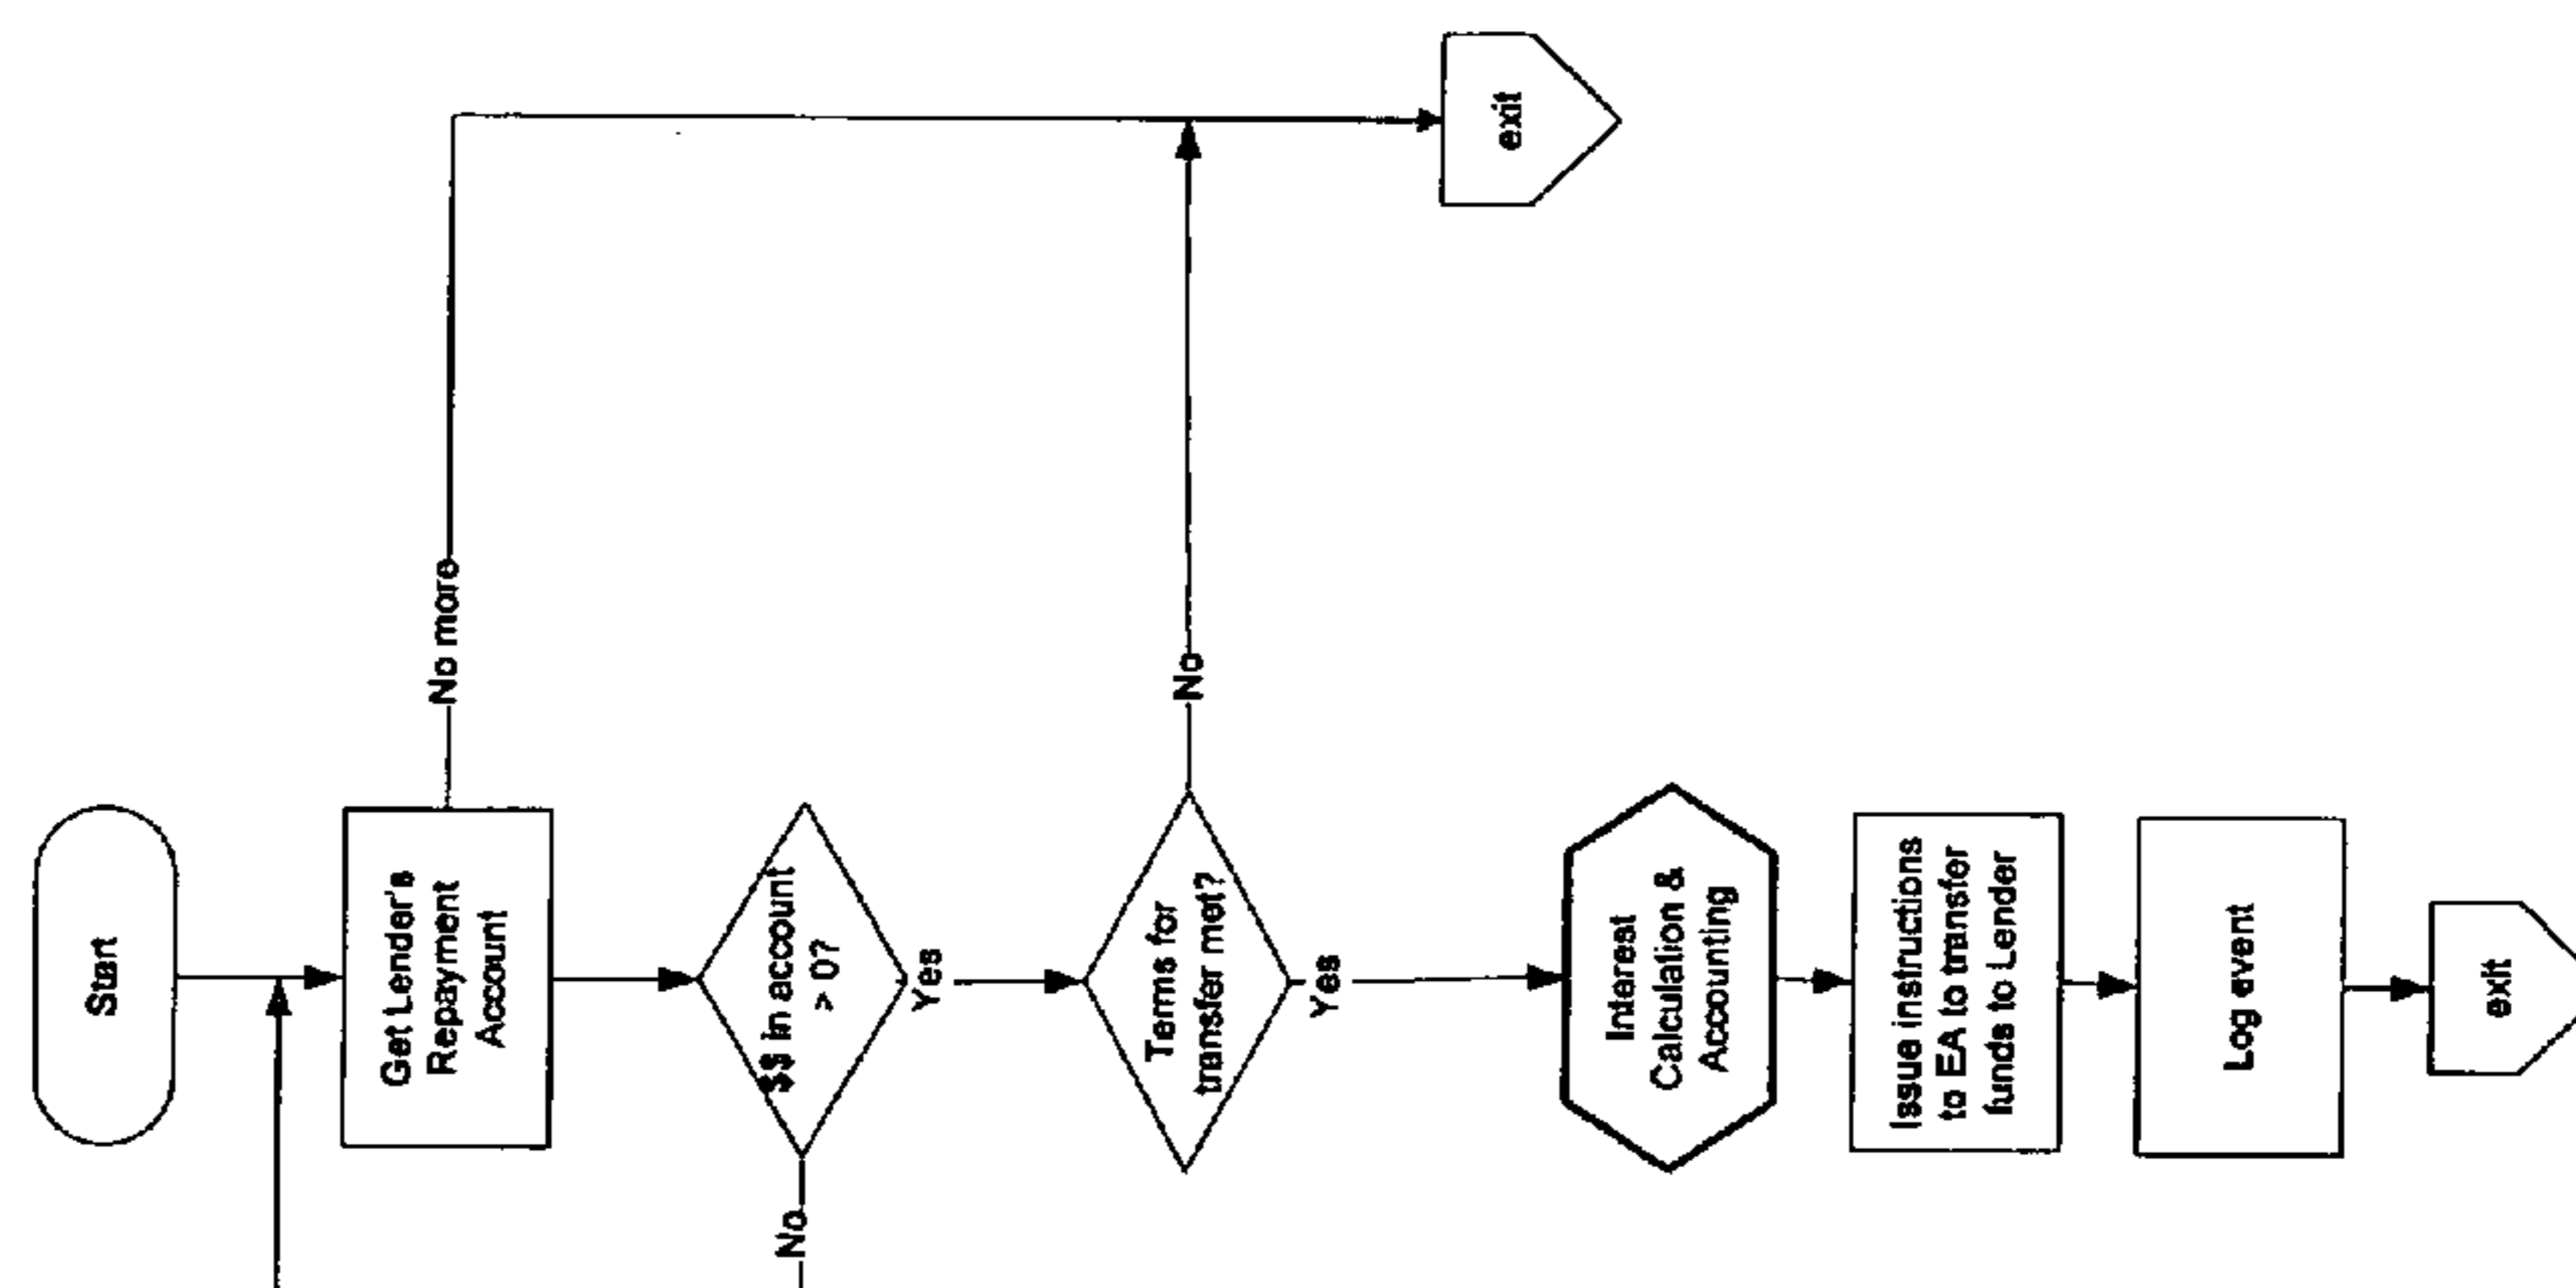 Start
Get Lender's
Repayment
Account
No more
$$ in account
> 0?
No
Yes
Terms for
transfer met?
No
Yes
exit
Interest
Calculation &
Accounting
Issue instructions
to EA to transfer
funds to Lender
Log event
exit